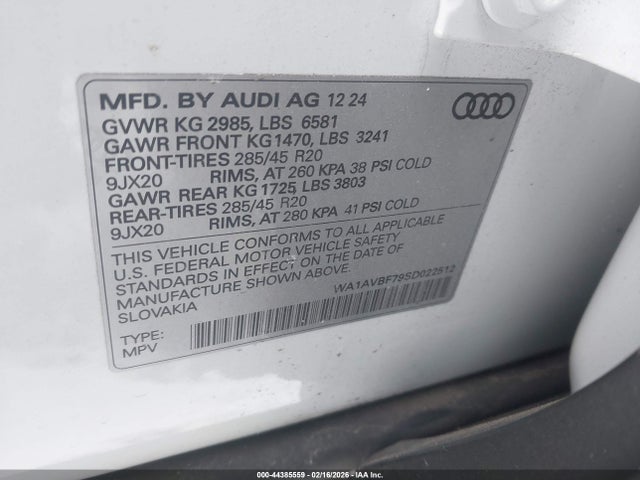 MFD. BY AUDI AG 12 24
GVWR KG 2985, LBS 6581
GAWR FRONT KG1470, LBS 3241
FRONT-TIRES 285/45 R20
9JX20 RIMS, AT 260 KPA 38 PSI COLD
GAWR REAR KG1725 LBS 3803
REAR-TIRES 285/45 R20
9JX20 RIMS, AT 280 KPA 41 PSI COLD
THIS VEHICLE CONFORMS TO ALL APPLICABLE
U.S. FEDERAL MOTOR VEHICLE SAFETY
STANDARDS IN EFFECT ON THE DATE OF
MANUFACTURE SHOWN ABOVE.
SLOVAKIA
WA1AVBF79SD022512
TYPE:
MPV
000-44385559 | 02/16/2026 - IAA Inc.